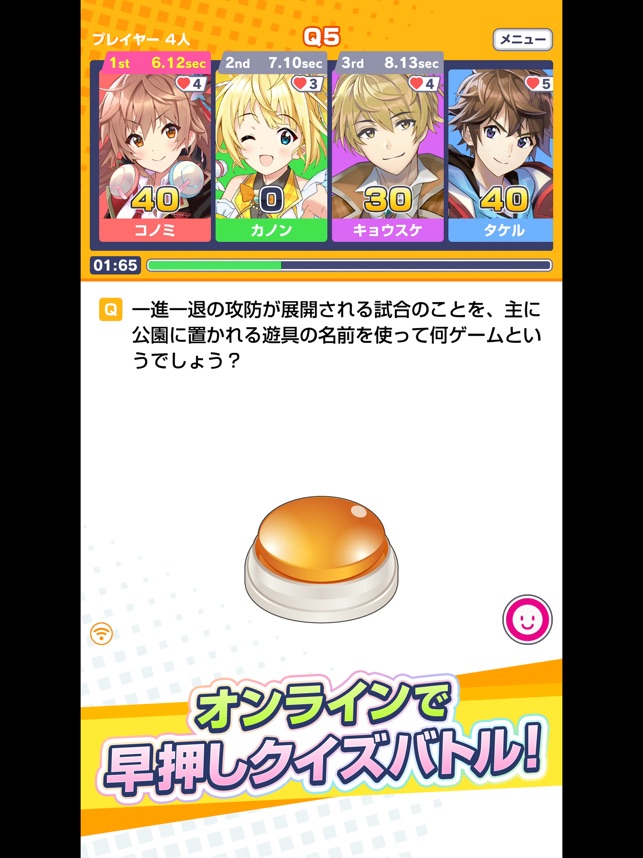 プレイヤー 4人
Q5
メニュー
1st 6.12sec
2nd 7.10sec
3rd 8.13sec
4
3
4
5
40
0
30
40
コノミ
カノン
キョウスケ
タケル
01:65
Q 一進一退の攻防が展開される試合のことを、主に
公園に置かれる遊具の名前を使って何ゲームとい
うでしょう？
オンラインで
早押しクイズバトル！